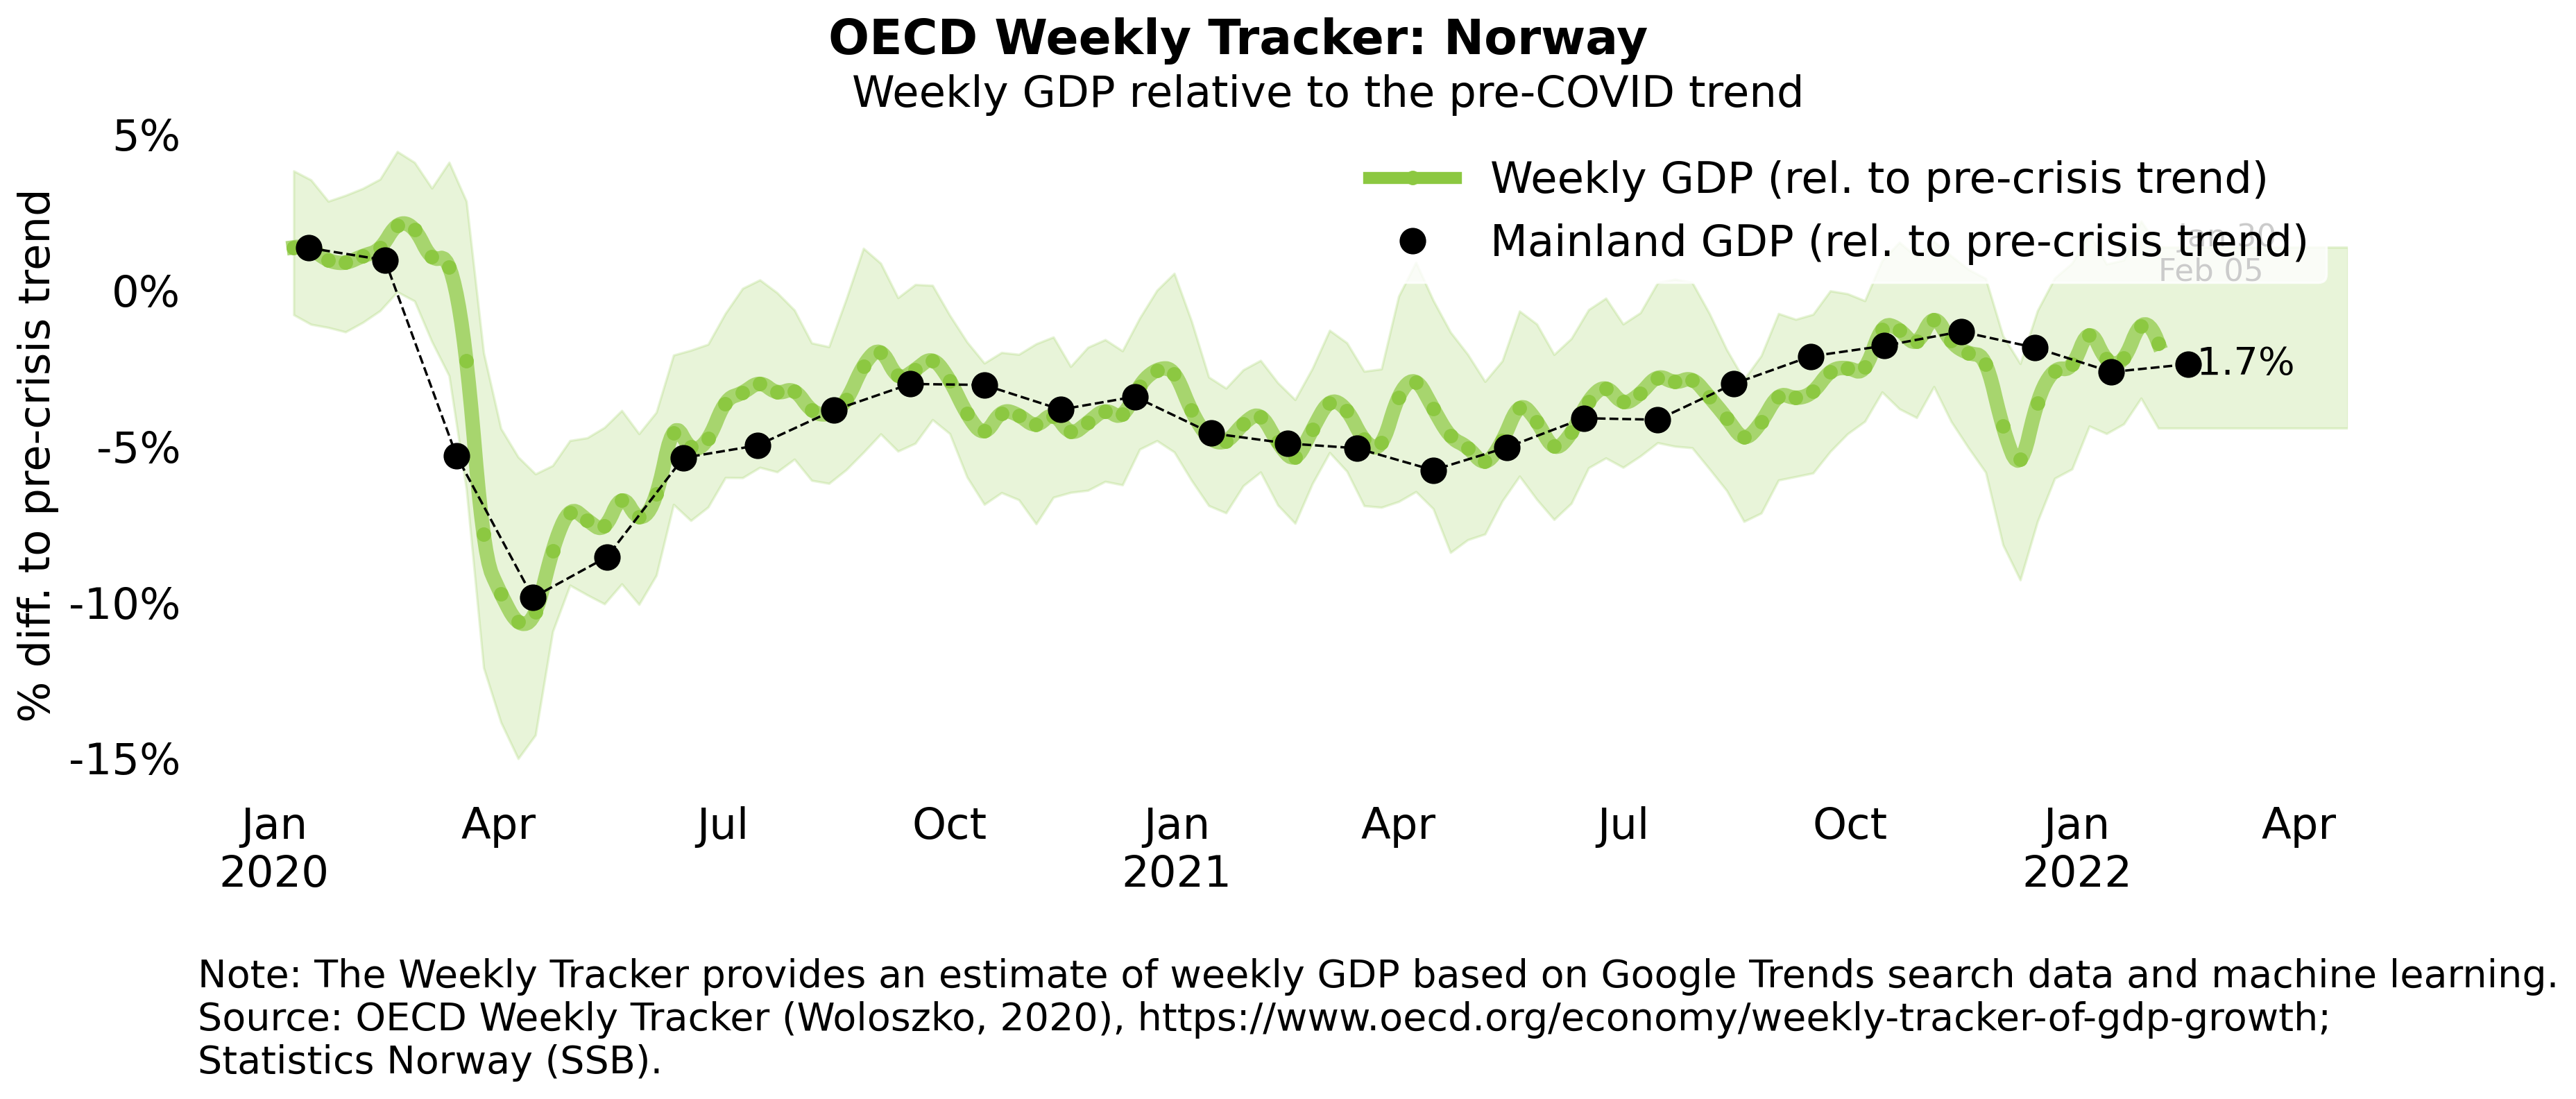 OECD Weekly Tracker: Norway
Weekly GDP relative to the pre-COVID trend
% diff. to pre-crisis trend
5%
0%
-5%
-10%
-15%
Weekly GDP (rel. to pre-crisis trend)
Mainland GDP (rel. to pre-crisis trend)
30
Feb 05
1.7%
Jan Apr Jul Oct Jan Apr Jul Oct Jan Apr
2020 2021 2022
Note: The Weekly Tracker provides an estimate of weekly GDP based on Google Trends search data and machine learning.
Source: OECD Weekly Tracker (Woloszko, 2020), https://www.oecd.org/economy/weekly-tracker-of-gdp-growth;
Statistics Norway (SSB).